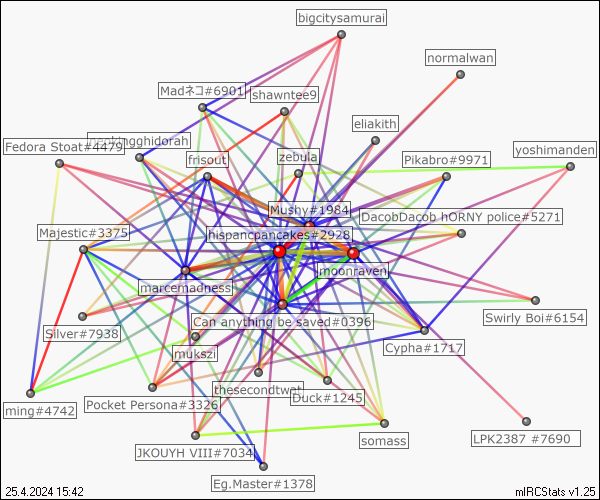 bigcitysamurai
normalwan
Madネコ#6901
shawntee9
eliakith
Fedora Stoat#4479
ghidorah
frisout
zebula
Pikabro#9971
yoshimanden
Mushy#1984
DacobDacob hORNY police#5271
Majestic#3375
hispancpancakes#2928
moonraven
marcemadness
Silver#7938
Can anything be saved#0396
Swirly Boi#6154
mukszi
Cypha#1717
thesecondtwat
Duck#1245
ming#4742
Pocket Persona#3326
somass
LPK2387 #7690
JKOUYH VIII#7034
Eg.Master#1378
25.4.2024 15:42
mIRCStats v1.25